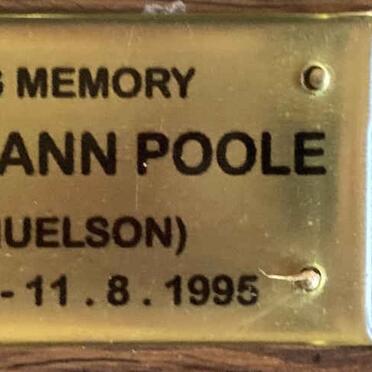 S MEMORY
ANN POOLE
UELSON)
- 11 . 8 . 1995